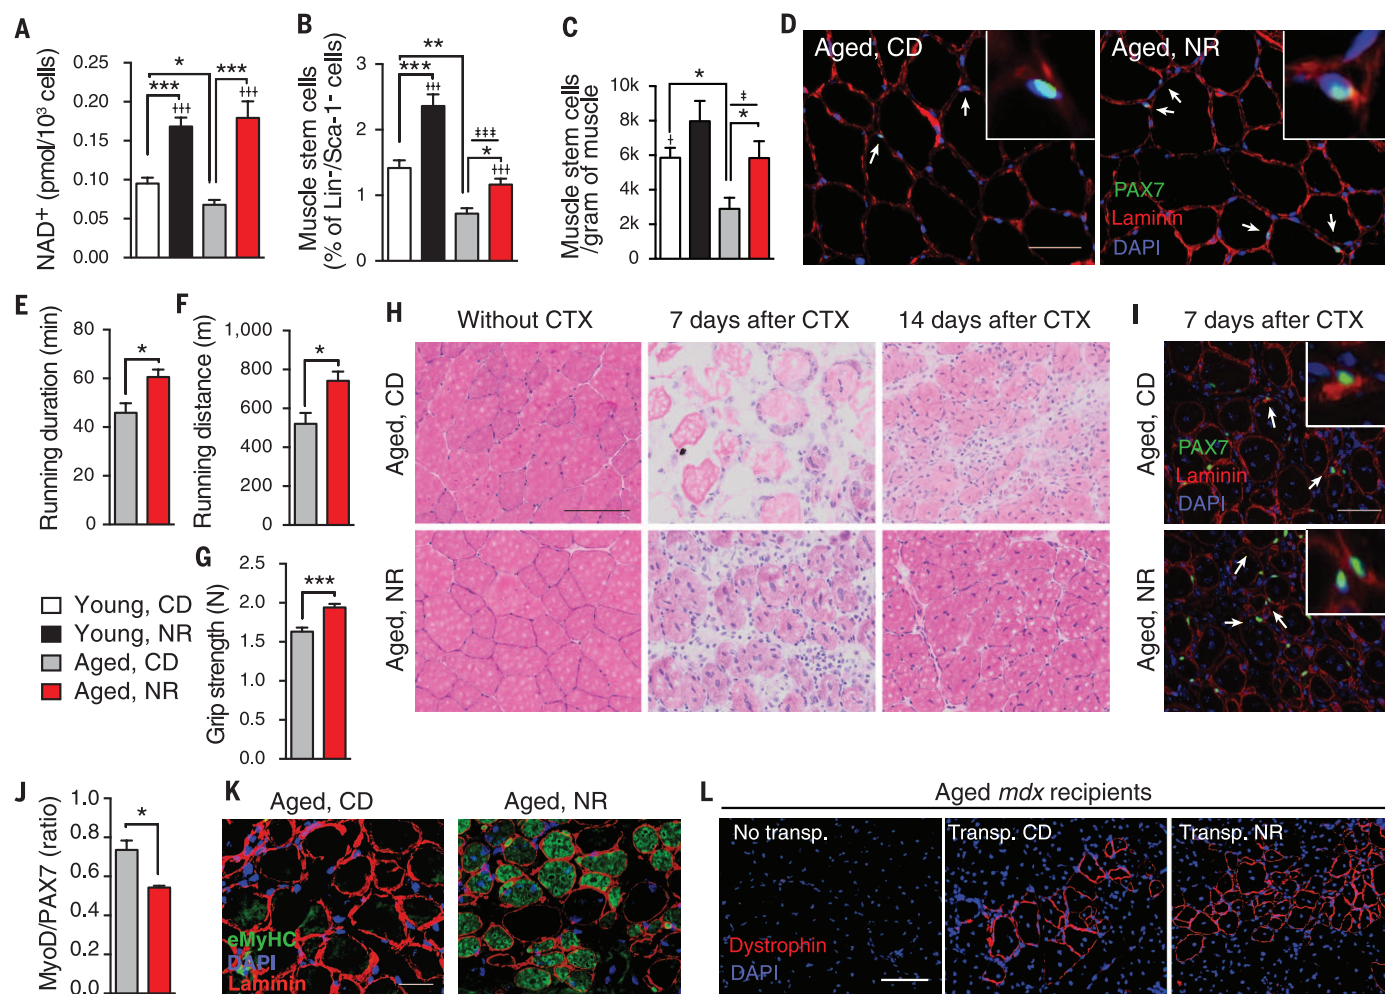 A
NAD⁺ (pmol/10³ cells)
0.25
0.20
0.15
0.10
0.05
0.00
*
***
***
†††
†††
B
Muscle stem cells
(% of Lin-/Sca-1- cells)
3
2
1
0
**
***
†††
‡‡‡
*
†††
C
Muscle stem cells
/gram of muscle
10k
8k
6k
4k
2k
0
*
†
‡
*
D
Aged, CD
Aged, NR
PAX7
Laminin
DAPI
E
Running duration (min)
80
60
40
20
0
*
F
Running distance (m)
1,000
800
600
400
200
0
*
H
Without CTX
7 days after CTX
14 days after CTX
Aged, CD
Aged, NR
I
7 days after CTX
Aged, CD
PAX7
Laminin
DAPI
Aged, NR
G
Grip strength (N)
2.5
2.0
1.5
1.0
0.5
0.0
***
Young, CD
Young, NR
Aged, CD
Aged, NR
J
MyoD/PAX7 (ratio)
1.0
0.8
0.6
0.4
0.2
0.0
*
K
Aged, CD
Aged, NR
eMyHC
DAPI
Laminin
L
Aged mdx recipients
No transp.
Transp. CD
Transp. NR
Dystrophin
DAPI